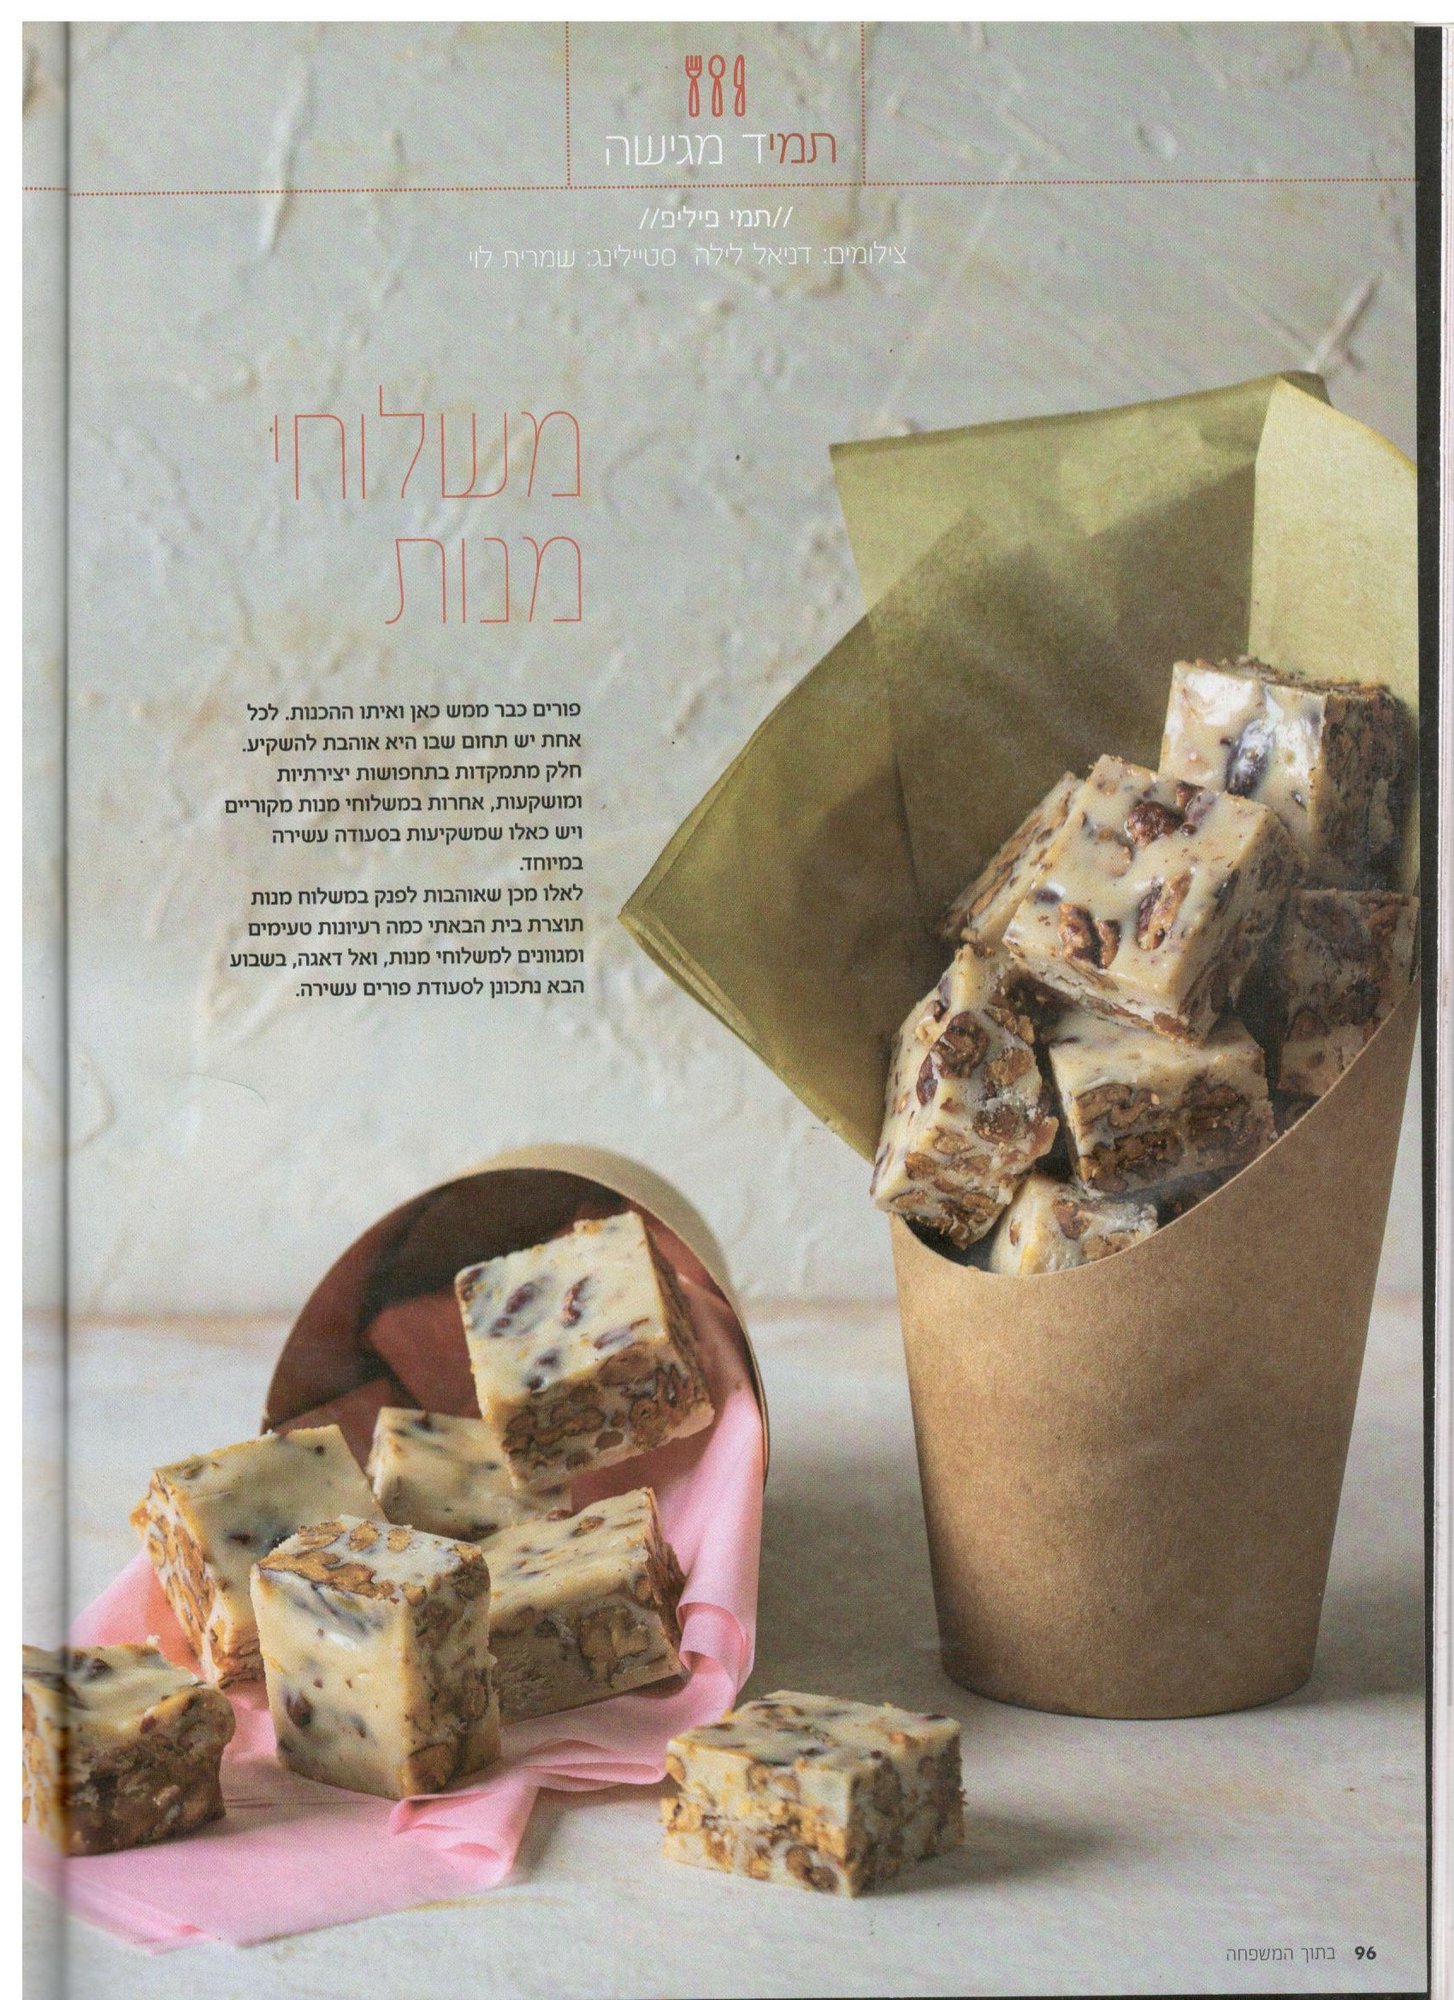 תמיד מגישה
//תמי פיליפ//
צילומים: דניאל לילה סטיילינג: שמרית לוי
משלוחי
מנות
פורים כבר ממש כאן ואיתו ההכנות. לכל
אחת יש תחום שבו היא אוהבת להשקיע.
חלק מתמקדות בתחפושות יצירתיות
ומושקעות, אחרות במשלוחי מנות מקוריים
ויש כאלו שמשקיעות בסעודה עשירה
במיוחד.
לאלו מכן שאוהבות לפנק במשלוח מנות
תוצרת בית הבאתי כמה רעיונות טעימים
ומגוונים למשלוחי מנות, ואל דאגה, בשבוע
הבא נתכונן לסעודת פורים עשירה.
96 בתוך המשפחה